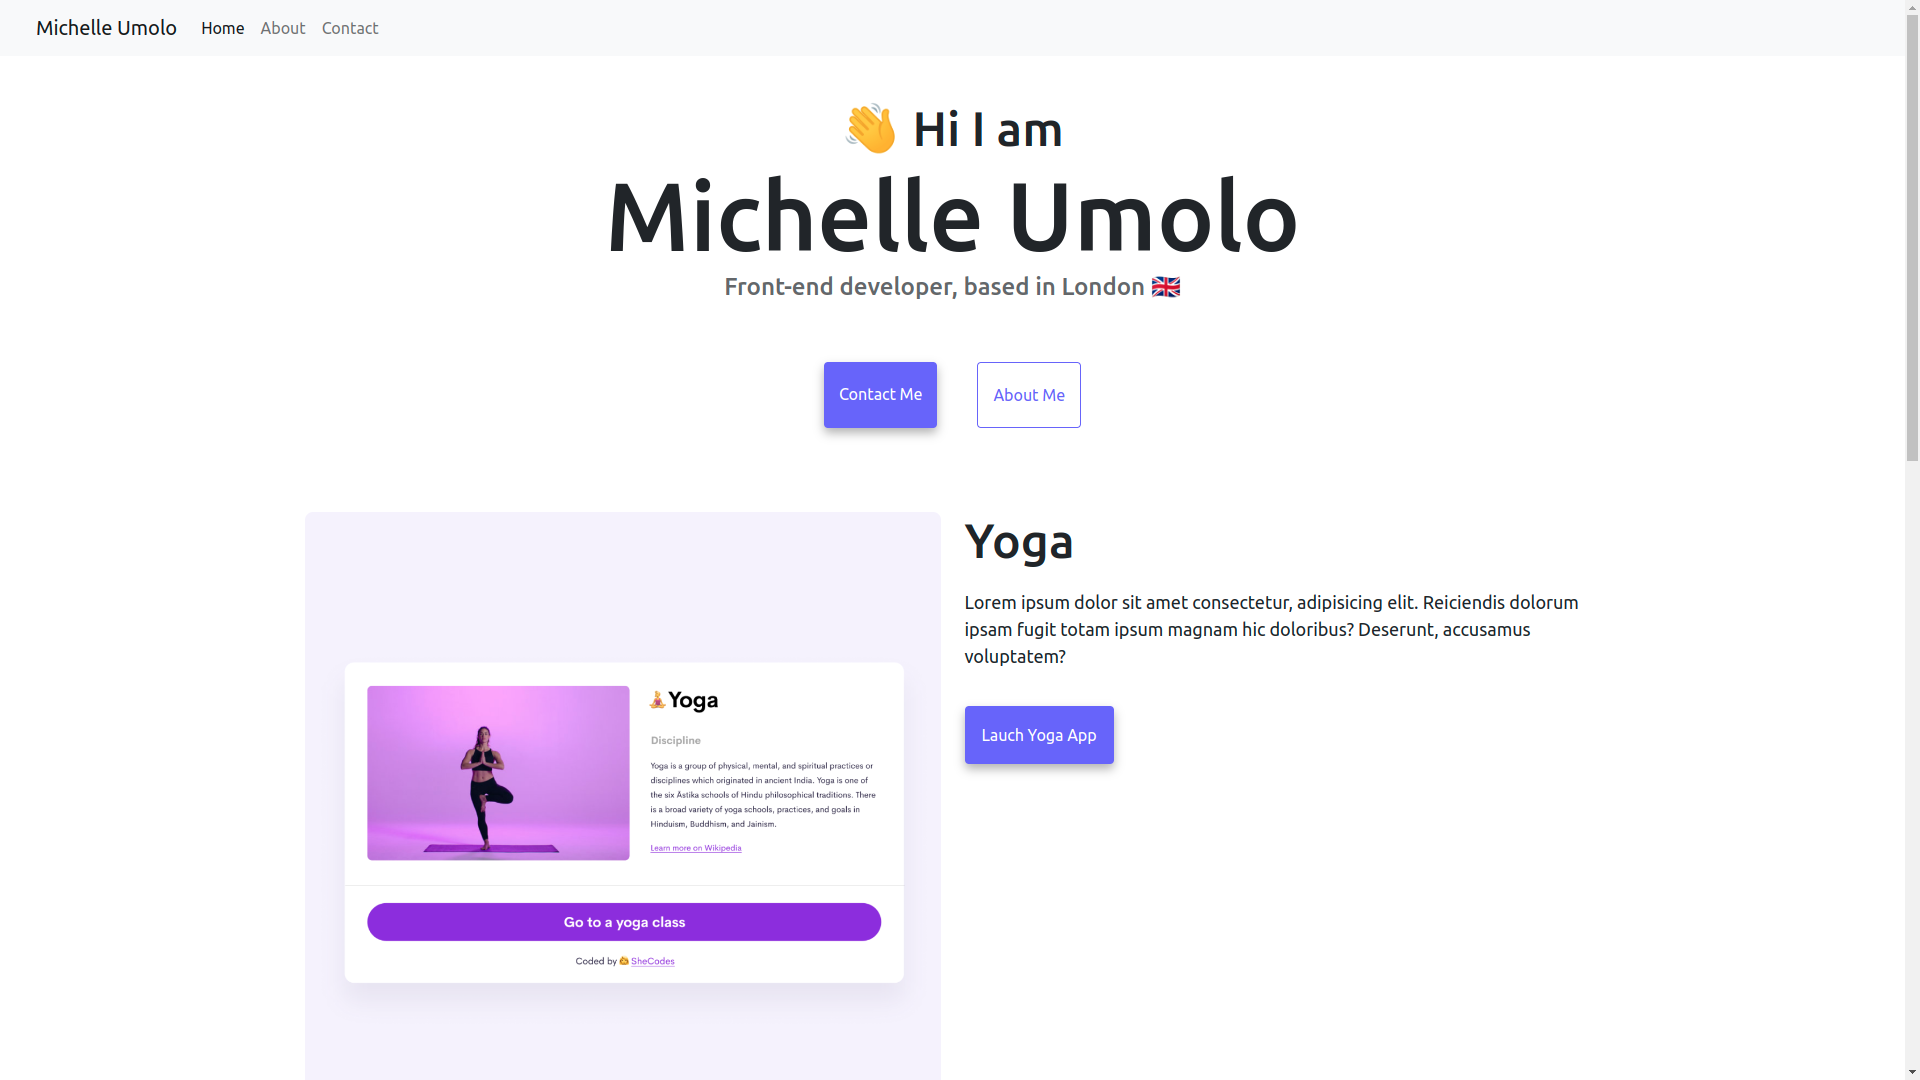 Michelle Umolo Home About Contact
👋 Hi I am
Michelle Umolo
Front-end developer, based in London 🇬🇧
Contact Me About Me
Yoga
Lorem ipsum dolor sit amet consectetur, adipisicing elit. Reiciendis dolorum
ipsam fugit totam ipsum magnam hic doloribus? Deserunt, accusamus
voluptatem?
Lauch Yoga App
🧘Yoga
Discipline
Yoga is a group of physical, mental, and spiritual practices or
disciplines which originated in ancient India. Yoga is one of
the six Āstika schools of Hindu philosophical traditions. There
is a broad variety of yoga schools, practices, and goals in
Hinduism, Buddhism, and Jainism.
Learn more on Wikipedia
Go to a yoga class
Coded by SheCodes